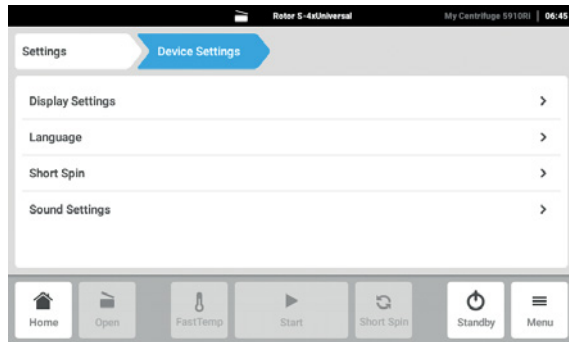 Rotor S-4xUniversal My Centrifuge 5910Ri | 06:45
Settings Device Settings
Display Settings
Language
Short Spin
Sound Settings
Home Open FastTemp Start Short Spin Standby Menu